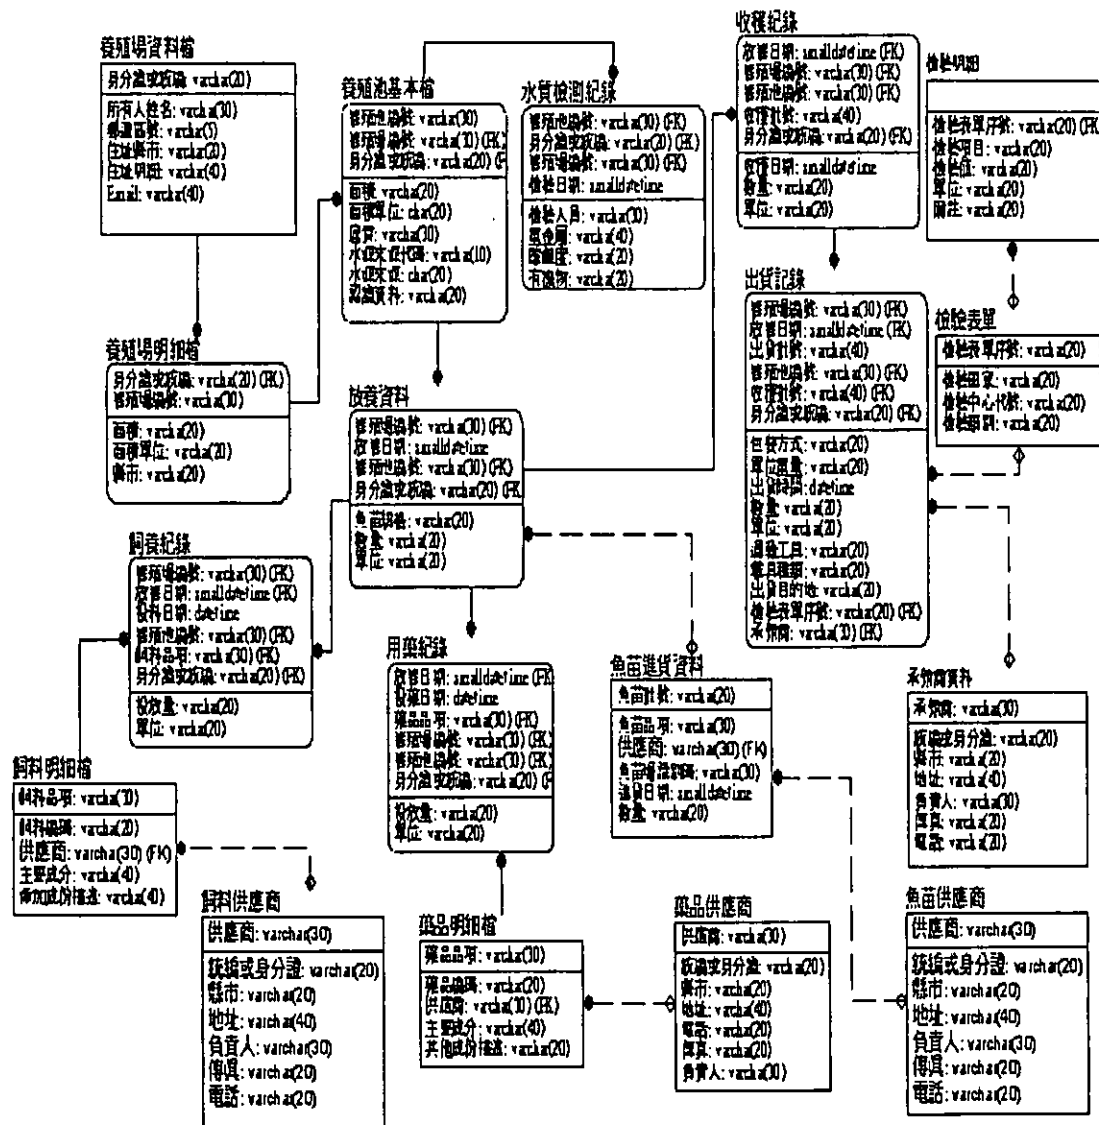 養殖場資料檔
身分證或統編: varchar(20)
所有人姓名: varchar(30)
郵遞區號: varchar(5)
住址縣市: varchar(20)
住址明細: varchar(40)
Email: varchar(40)
養殖場明細檔
身分證或統編: varchar(20) (FK)
養殖場編號: varchar(30)
面積: varchar(20)
面積單位: varchar(20)
縣市: varchar(20)
養殖池基本檔
養殖池編號: varchar(30)
養殖場編號: varchar(30) (FK)
身分證或統編: varchar(20) (F
面積: varchar(20)
面積單位: char(20)
底質: varchar(30)
水源來源代碼: varchar(10)
水源來源: char(20)
認證資料: varchar(20)
水質檢測紀錄
養殖池編號: varchar(30) (FK)
身分證或統編: varchar(20) (FK)
養殖場編號: varchar(30) (FK)
檢驗日期: smalldatetime
檢驗人員: varchar(30)
重金屬: varchar(40)
酸鹼度: varchar(20)
有機物: varchar(20)
收穫紀錄
放養日期: smalldatetime (FK)
養殖場編號: varchar(30) (FK)
養殖池編號: varchar(30) (FK)
收穫批號: varchar(40)
身分證或統編: varchar(20) (FK)
收穫日期: smalldatetime
數量: varchar(20)
單位: varchar(20)
檢驗明細
檢驗表單序號: varchar(20) (FK)
檢驗項目: varchar(20)
檢驗值: varchar(20)
單位: varchar(20)
備註: varchar(20)
出貨記錄
養殖場編號: varchar(30) (FK)
放養日期: smalldatetime (FK)
出貨批號: varchar(40)
養殖池編號: varchar(30) (FK)
收穫批號: varchar(40) (FK)
身分證或統編: varchar(20) (FK)
包裝方式: varchar(20)
單位重量: varchar(20)
出貨時間: datetime
數量: varchar(20)
單位: varchar(20)
運輸工具: varchar(20)
單具種類: varchar(20)
出貨目的地: varchar(20)
檢驗表單序號: varchar(20) (FK)
承銷商: varchar(30) (FK)
檢驗表單
檢驗表單序號: varchar(20)
檢驗國家: varchar(20)
檢驗中心代號: varchar(20)
檢驗類別: varchar(20)
放養資料
養殖場編號: varchar(30) (FK)
放養日期: smalldatetime
養殖池編號: varchar(30) (FK)
身分證或統編: varchar(20) (FK)
魚苗規格: varchar(20)
數量: varchar(20)
單位: varchar(20)
飼養紀錄
養殖場編號: varchar(30) (FK)
放養日期: smalldatetime (FK)
投料日期: datetime
養殖池編號: varchar(30) (FK)
飼料品項: varchar(30) (FK)
身分證或統編: varchar(20) (FK)
投放量: varchar(20)
單位: varchar(20)
用藥紀錄
放養日期: smalldatetime (FK
投藥日期: datetime
藥品品項: varchar(30) (FK)
養殖場編號: varchar(30) (FK)
養殖池編號: varchar(30) (FK)
身分證或統編: varchar(20) (F
投放量: varchar(20)
單位: varchar(20)
魚苗進貨資料
魚苗批號: varchar(20)
魚苗品項: varchar(30)
供應商: varchar(30) (FK)
魚苗場識別碼: varchar(30)
進貨日期: smalldatetime
數量: varchar(20)
承銷商資料
承銷商: varchar(30)
統編或身分證: varchar(20)
縣市: varchar(20)
地址: varchar(40)
負責人: varchar(30)
傳真: varchar(20)
電話: varchar(20)
飼料明細檔
飼料品項: varchar(30)
飼料編碼: varchar(20)
供應商: varchar(30) (FK)
主要成分: varchar(40)
添加成份描述: varchar(40)
飼料供應商
供應商: varchar(30)
統編或身分證: varchar(20)
縣市: varchar(20)
地址: varchar(40)
負責人: varchar(30)
傳真: varchar(20)
電話: varchar(20)
藥品明細檔
藥品品項: varchar(30)
藥品編碼: varchar(20)
供應商: varchar(30) (FK)
主要成分: varchar(40)
其他成份描述: varchar(20)
藥品供應商
供應商: varchar(30)
統編或身分證: varchar(20)
縣市: varchar(20)
地址: varchar(40)
電話: varchar(20)
傳真: varchar(20)
負責人: varchar(30)
魚苗供應商
供應商: varchar(30)
統編或身分證: varchar(20)
縣市: varchar(20)
地址: varchar(40)
負責人: varchar(30)
傳真: varchar(20)
電話: varchar(20)